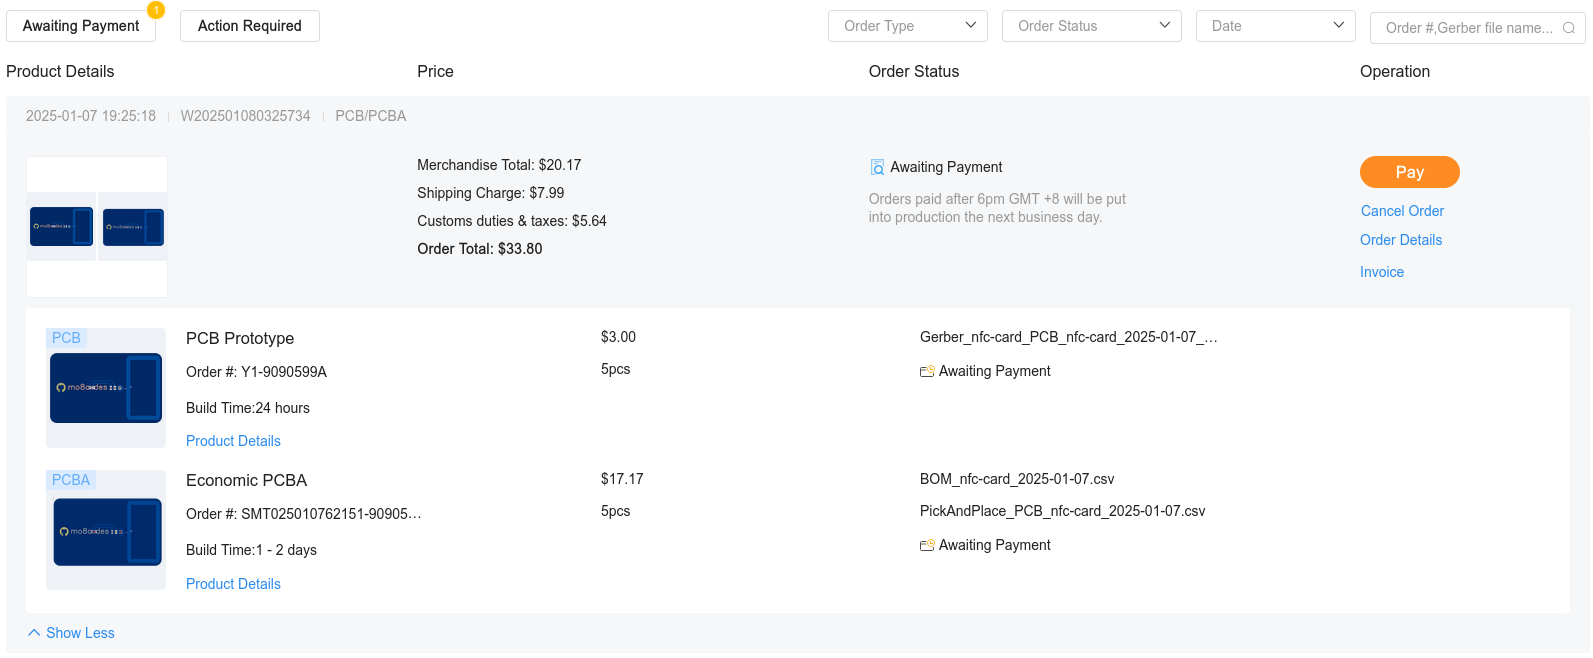 Awaiting Payment
1
Action Required
Order Type
Order Status
Date
Order #,Gerber file name...
Product Details
Price
Order Status
Operation
2025-01-07 19:25:18 | W202501080325734 | PCB/PCBA
Merchandise Total: $20.17
Shipping Charge: $7.99
Customs duties & taxes: $5.64
Order Total: $33.80
Awaiting Payment
Orders paid after 6pm GMT +8 will be put
into production the next business day.
Pay
Cancel Order
Order Details
Invoice
PCB
PCB Prototype
Order #: Y1-9090599A
Build Time:24 hours
Product Details
$3.00
5pcs
Gerber_nfc-card_PCB_nfc-card_2025-01-07_…
Awaiting Payment
PCBA
Economic PCBA
Order #: SMT025010762151-90905…
Build Time:1 - 2 days
Product Details
$17.17
5pcs
BOM_nfc-card_2025-01-07.csv
PickAndPlace_PCB_nfc-card_2025-01-07.csv
Awaiting Payment
Show Less